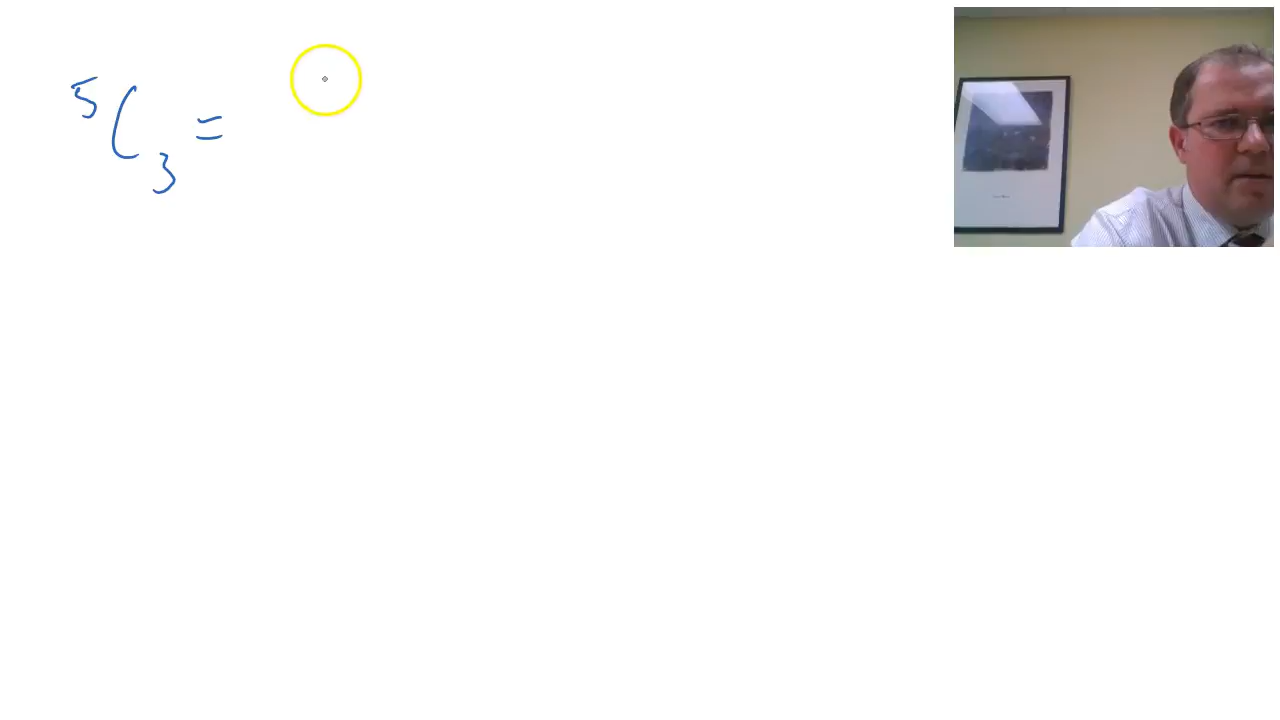 ⁵C₃ =